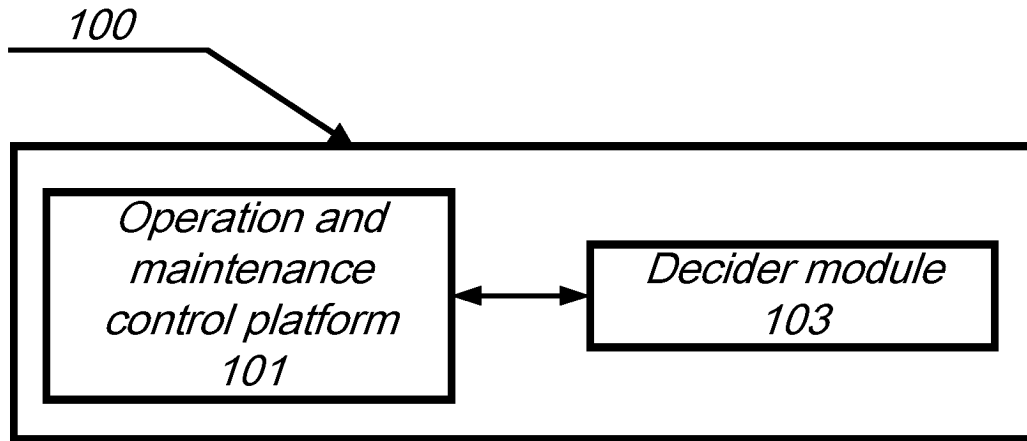 100
Operation and
maintenance
control platform
101
Decider module
103